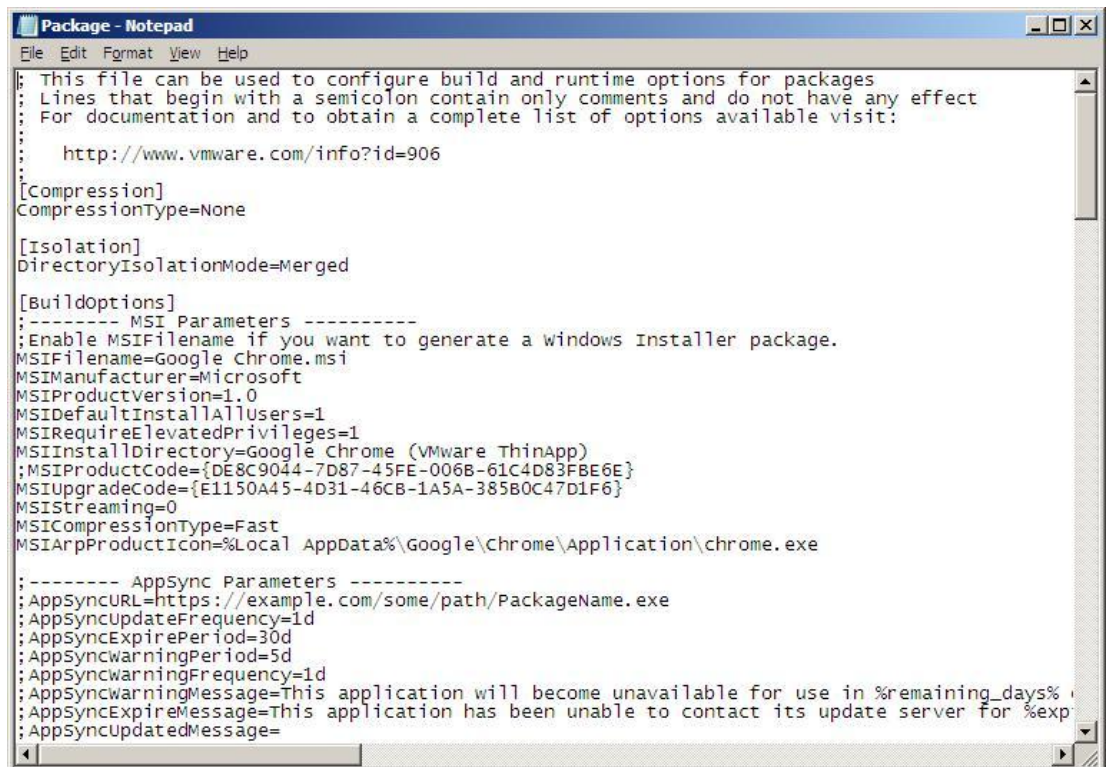 Package - Notepad
File Edit Format View Help
; This file can be used to configure build and runtime options for packages
; Lines that begin with a semicolon contain only comments and do not have any effect
; For documentation and to obtain a complete list of options available visit:
;
;    http://www.vmware.com/info?id=906
;
[Compression]
CompressionType=None
[Isolation]
DirectoryIsolationMode=Merged
[BuildOptions]
;-------- MSI Parameters ----------
;Enable MSIFilename if you want to generate a Windows Installer package.
MSIFilename=Google Chrome.msi
MSIManufacturer=Microsoft
MSIProductVersion=1.0
MSIDefaultInstallAllUsers=1
MSIRequireElevatedPrivileges=1
MSIInstallDirectory=Google Chrome (VMware ThinApp)
;MSIProductCode={DE8C9044-7D87-45FE-006B-61C4D83FBE6E}
MSIUpgradeCode={E1150A45-4D31-46CB-1A5A-385B0C47D1F6}
MSIStreaming=0
MSICompressionType=Fast
MSIArpProductIcon=%Local AppData%\Google\Chrome\Application\chrome.exe
;-------- AppSync Parameters ----------
;AppSyncURL=https://example.com/some/path/PackageName.exe
;AppSyncUpdateFrequency=1d
;AppSyncExpirePeriod=30d
;AppSyncWarningPeriod=5d
;AppSyncWarningFrequency=1d
;AppSyncWarningMessage=This application will become unavailable for use in %remaining_days%
;AppSyncExpireMessage=This application has been unable to contact its update server for %exp
;AppSyncUpdatedMessage=